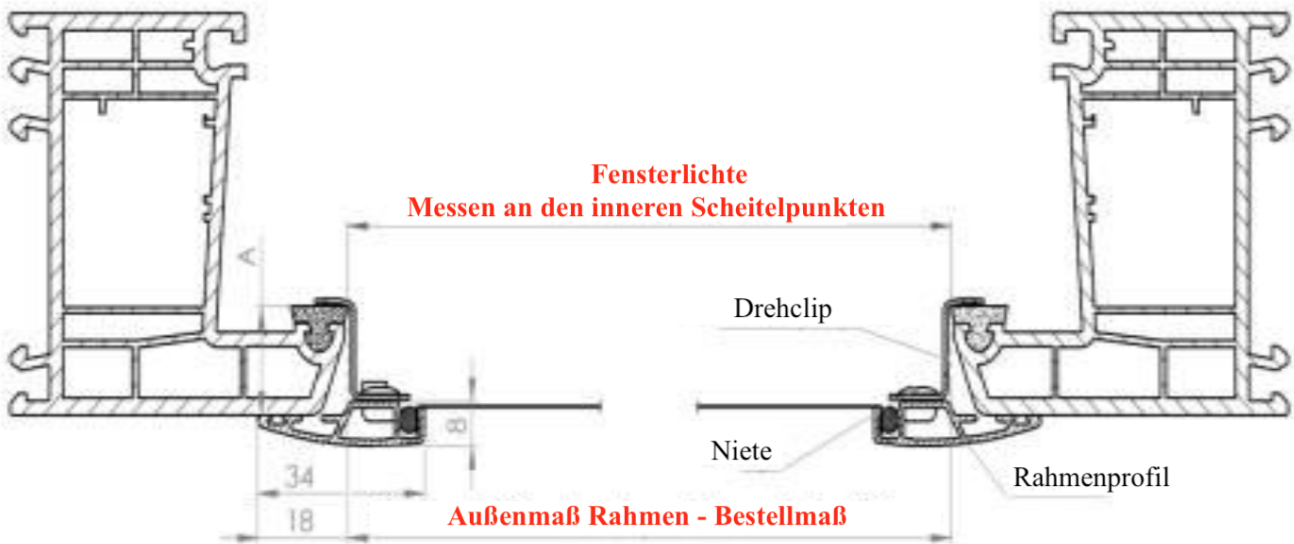 Fensterlichte
Messen an den inneren Scheitelpunkten
A
Drehclip
8
Niete
34
Rahmenprofil
18
Außenmaß Rahmen - Bestellmaß